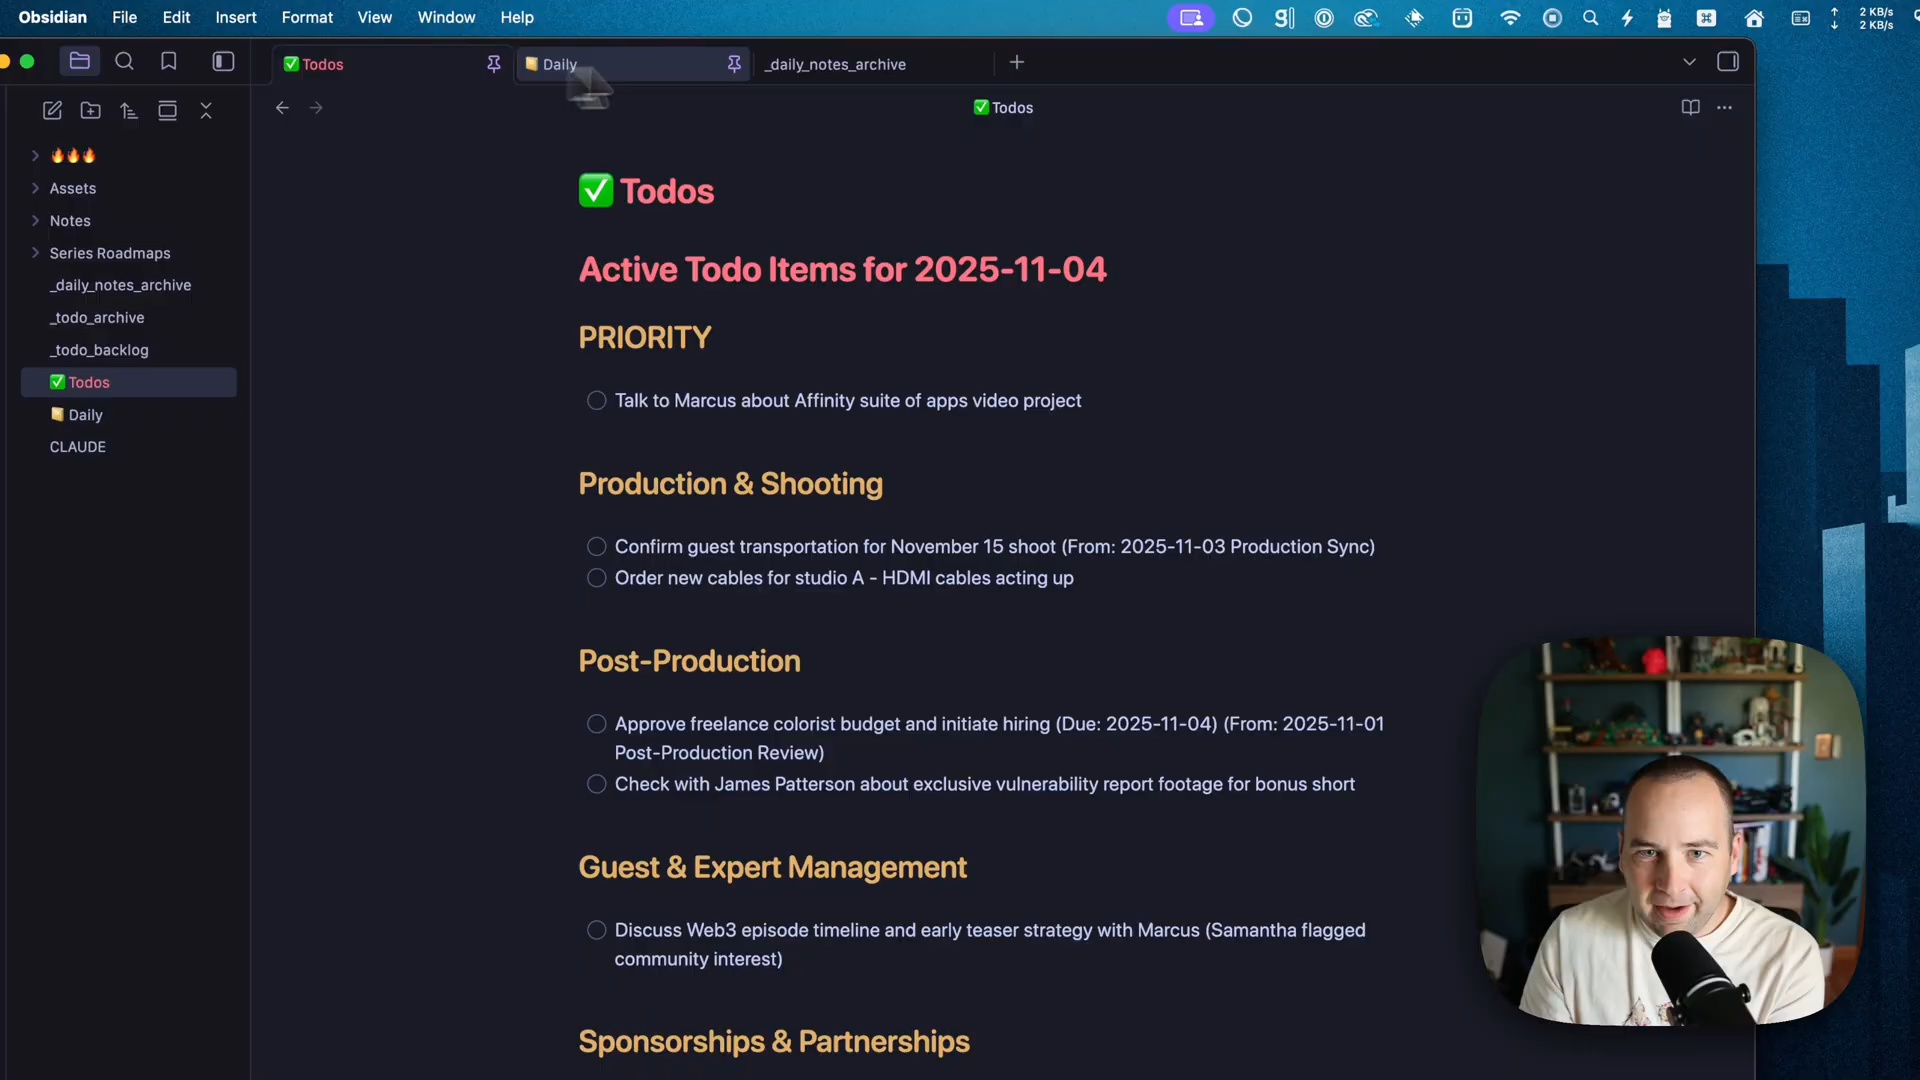 Obsidian File Edit Insert Format View Window Help
2 KB/s
2 KB/s
Todos
Daily
_daily_notes_archive
Todos
Assets
Notes
Series Roadmaps
_daily_notes_archive
_todo_archive
_todo_backlog
Todos
Daily
CLAUDE
Todos
Active Todo Items for 2025-11-04
PRIORITY
Talk to Marcus about Affinity suite of apps video project
Production & Shooting
Confirm guest transportation for November 15 shoot (From: 2025-11-03 Production Sync)
Order new cables for studio A - HDMI cables acting up
Post-Production
Approve freelance colorist budget and initiate hiring (Due: 2025-11-04) (From: 2025-11-01
Post-Production Review)
Check with James Patterson about exclusive vulnerability report footage for bonus short
Guest & Expert Management
Discuss Web3 episode timeline and early teaser strategy with Marcus (Samantha flagged
community interest)
Sponsorships & Partnerships